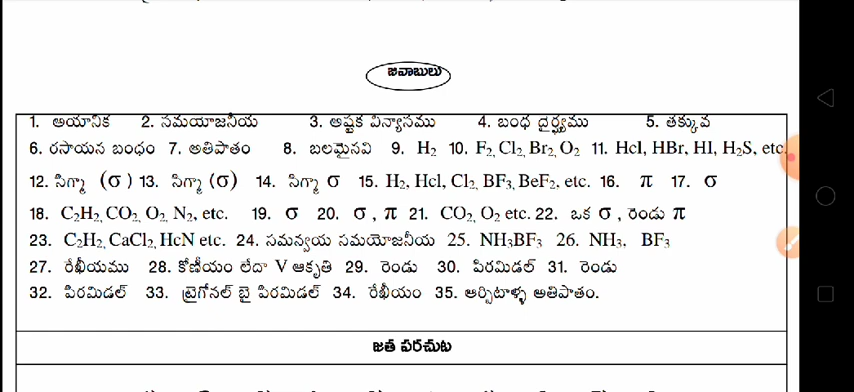 జవాబులు
1. అయానిక 2. సమయోజనీయ 3. అష్టక విన్యాసము 4. బంధ దైర్ఘ్యము 5. తక్కువ
6. రసాయన బంధం 7. అతిపాతం 8. బలమైనవి 9. H₂ 10. F₂, Cl₂, Br₂, O₂ 11. Hcl, HBr, HI, H₂S, etc.
12. సిగ్మా (σ) 13. సిగ్మా (σ) 14. సిగ్మా σ 15. H₂, Hcl, Cl₂, BF₃, BeF₂, etc. 16. π 17. σ
18. C₂H₂, CO₂, O₂, N₂, etc. 19. σ 20. σ, π 21. CO₂, O₂ etc. 22. ఒక σ, రెండు π
23. C₂H₂, CaCl₂, HcN etc. 24. సమన్వయ సమయోజనీయ 25. NH₃BF₃ 26. NH₃, BF₃
27. రేఖీయము 28. కోణీయం లేదా V ఆకృతి 29. రెండు 30. పిరమిడల్ 31. రెండు
32. పిరమిడల్ 33. ట్రైగోనల్ బై పిరమిడల్ 34. రేఖీయం 35. ఆర్బిటాళ్ళ అతిపాతం.
జత పరచుట